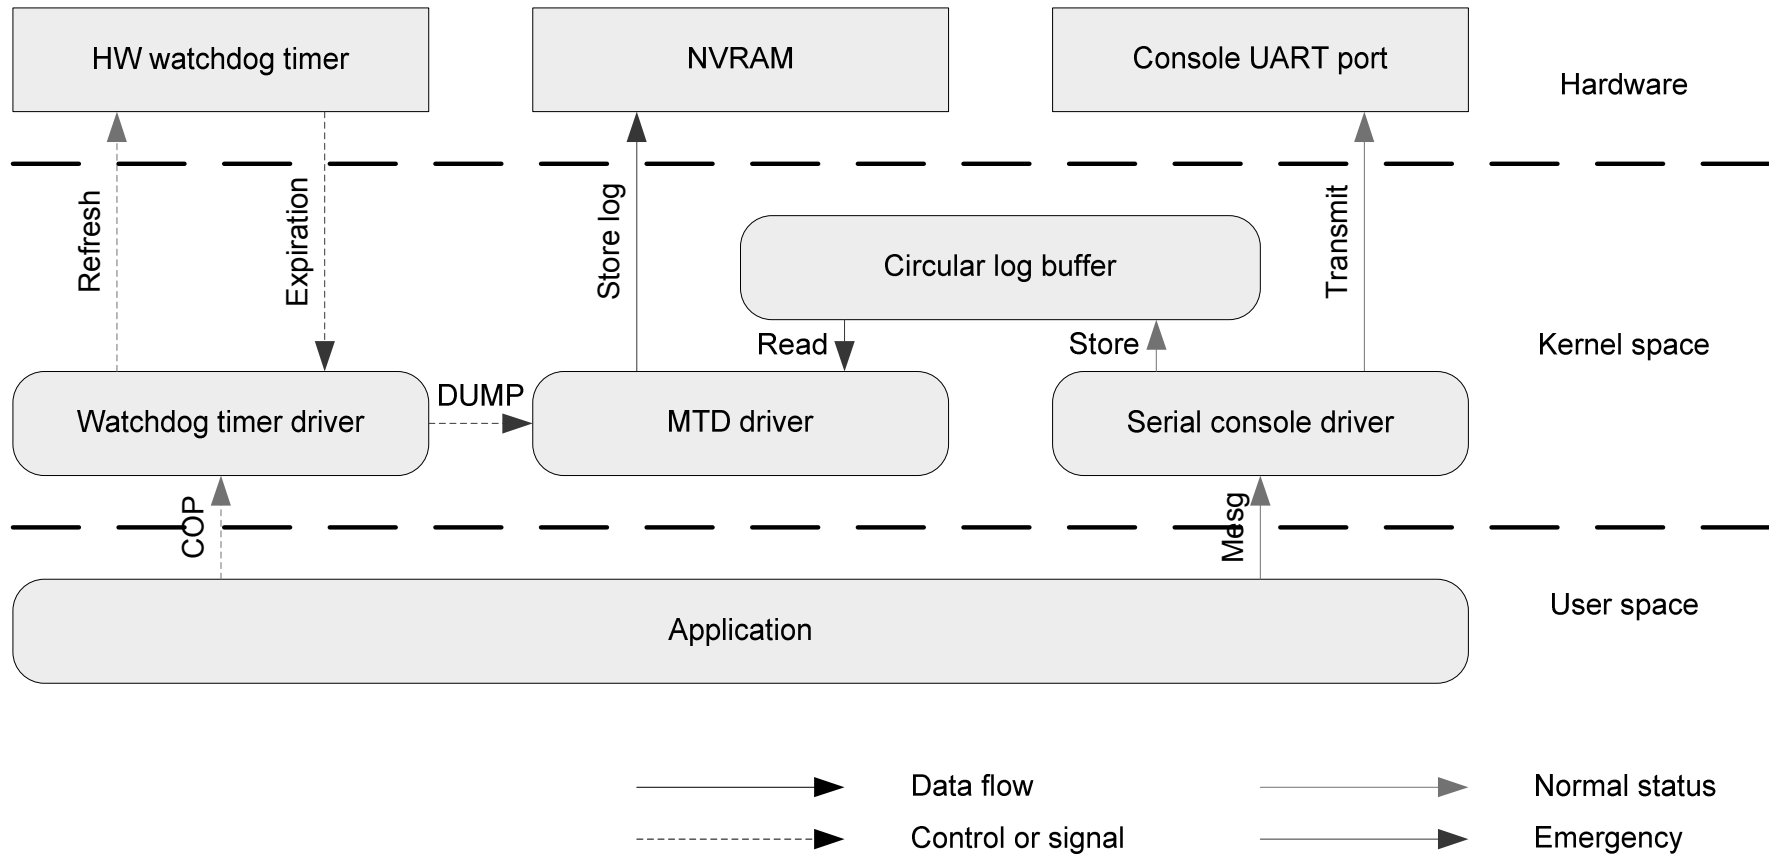 HW watchdog timer
NVRAM
Console UART port
Hardware
Refresh
Expiration
Store log
Transmit
Circular log buffer
Read
Store
Kernel space
DUMP
Watchdog timer driver
MTD driver
Serial console driver
COP
Mesg
User space
Application
Data flow
Normal status
Control or signal
Emergency